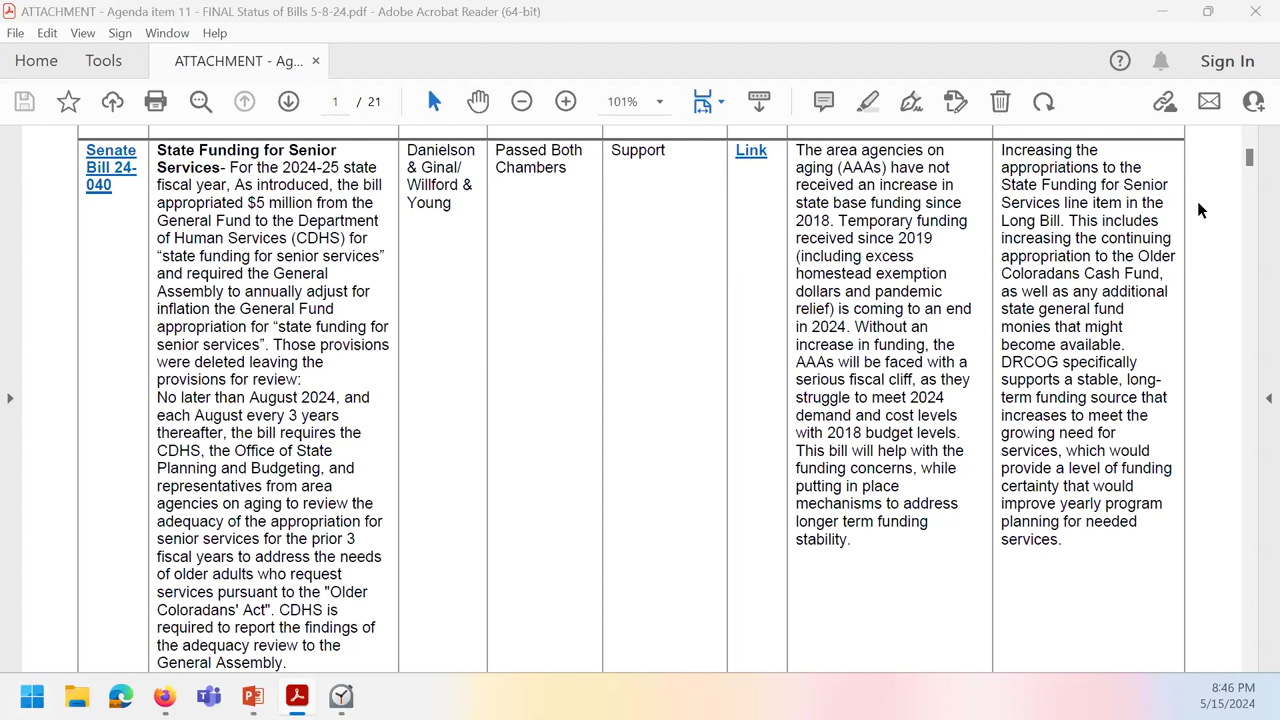 ATTACHMENT - Agenda item 11 - FINAL Status of Bills 5-8-24.pdf - Adobe Acrobat Reader (64-bit)
File Edit View Sign Window Help
Home Tools ATTACHMENT - Ag... × Sign In
1 / 21 101%
Senate
Bill 24-
040
State Funding for Senior
Services- For the 2024-25 state
fiscal year, As introduced, the bill
appropriated $5 million from the
General Fund to the Department
of Human Services (CDHS) for
“state funding for senior services”
and required the General
Assembly to annually adjust for
inflation the General Fund
appropriation for “state funding for
senior services”. Those provisions
were deleted leaving the
provisions for review:
No later than August 2024, and
each August every 3 years
thereafter, the bill requires the
CDHS, the Office of State
Planning and Budgeting, and
representatives from area
agencies on aging to review the
adequacy of the appropriation for
senior services for the prior 3
fiscal years to address the needs
of older adults who request
services pursuant to the "Older
Coloradans' Act". CDHS is
required to report the findings of
the adequacy review to the
General Assembly.
Danielson
& Ginal/
Willford &
Young
Passed Both
Chambers
Support
Link
The area agencies on
aging (AAAs) have not
received an increase in
state base funding since
2018. Temporary funding
received since 2019
(including excess
homestead exemption
dollars and pandemic
relief) is coming to an end
in 2024. Without an
increase in funding, the
AAAs will be faced with a
serious fiscal cliff, as they
struggle to meet 2024
demand and cost levels
with 2018 budget levels.
This bill will help with the
funding concerns, while
putting in place
mechanisms to address
longer term funding
stability.
Increasing the
appropriations to the
State Funding for Senior
Services line item in the
Long Bill. This includes
increasing the continuing
appropriation to the Older
Coloradans Cash Fund,
as well as any additional
state general fund
monies that might
become available.
DRCOG specifically
supports a stable, long-
term funding source that
increases to meet the
growing need for
services, which would
provide a level of funding
certainty that would
improve yearly program
planning for needed
services.
8:46 PM
5/15/2024